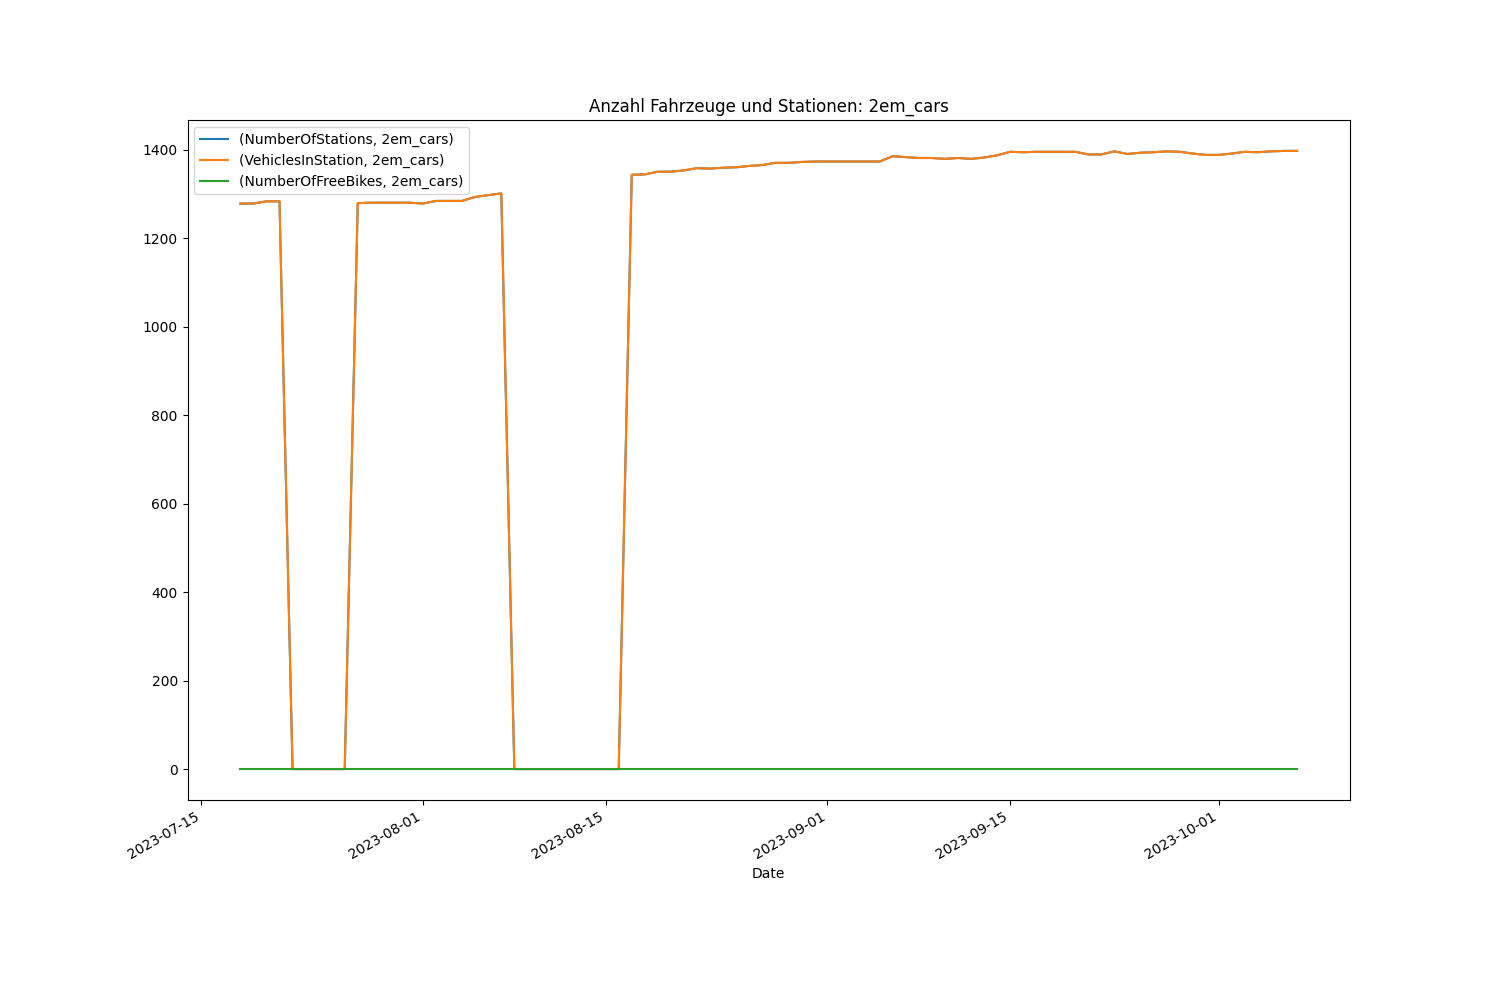 Anzahl Fahrzeuge und Stationen: 2em_cars
(NumberOfStations, 2em_cars)
(VehiclesInStation, 2em_cars)
(NumberOfFreeBikes, 2em_cars)
1400
1200
1000
800
600
400
200
0
2023-07-15
2023-08-01
2023-08-15
2023-09-01
2023-09-15
2023-10-01
Date